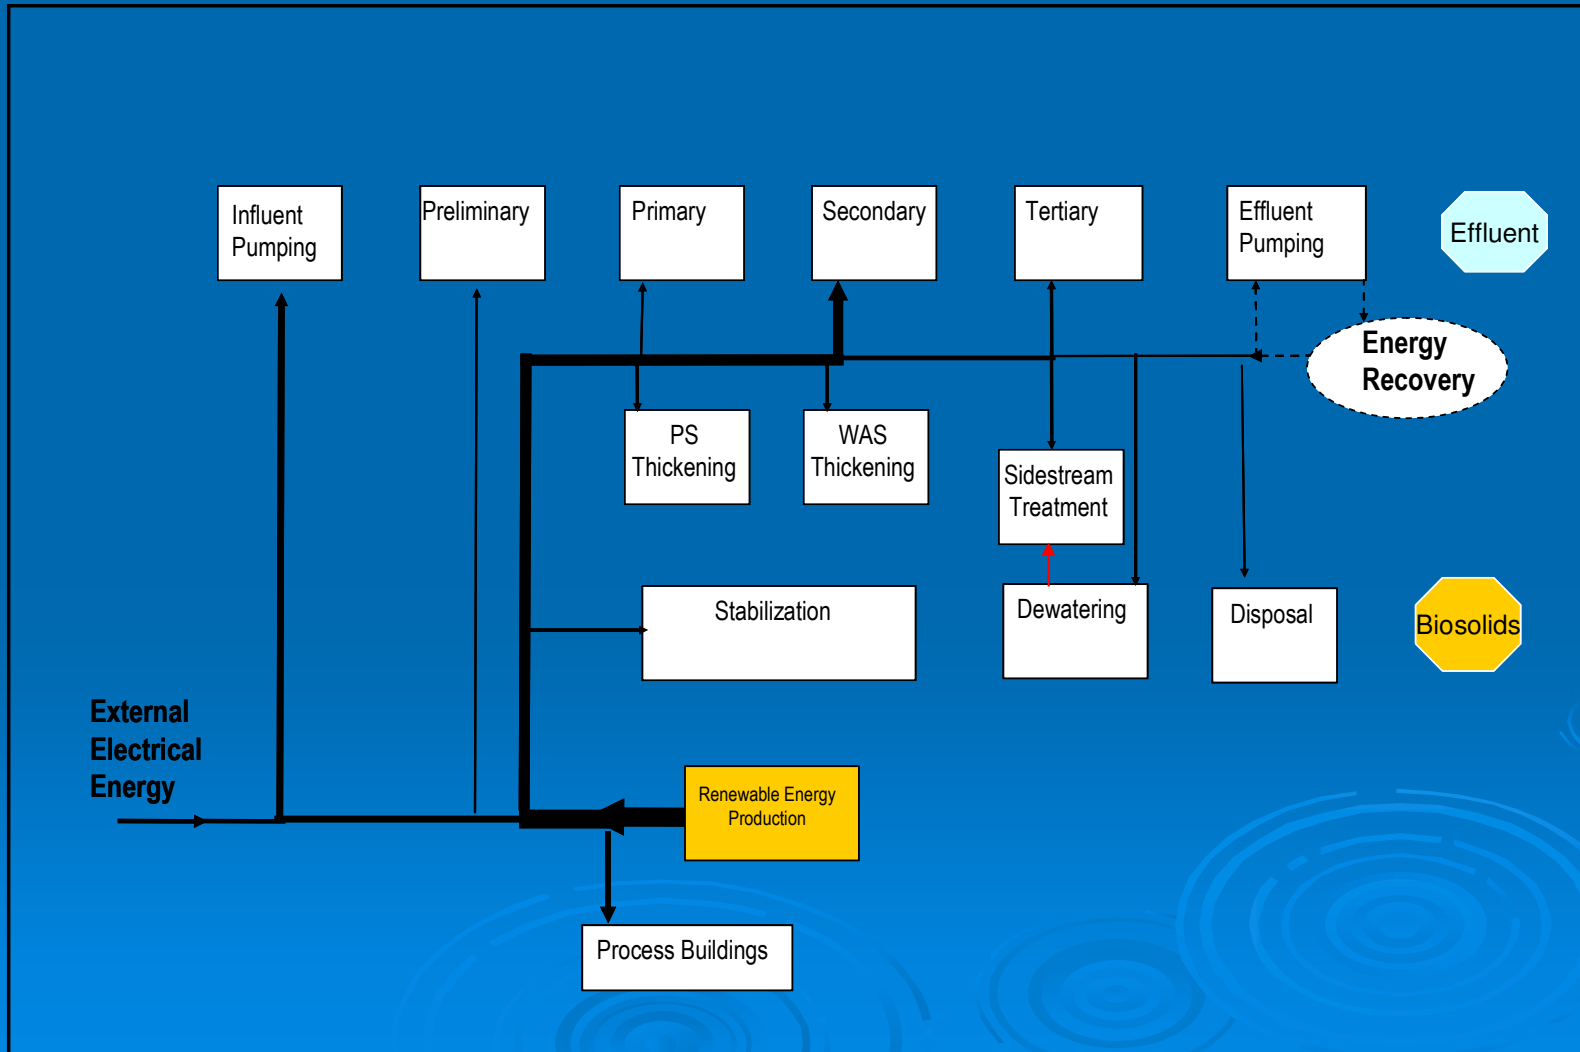 Influent
Pumping
Preliminary
Primary
Secondary
Tertiary
Effluent
Pumping
Effluent
Energy
Recovery
PS
Thickening
WAS
Thickening
Sidestream
Treatment
Stabilization
Dewatering
Disposal
Biosolids
External
Electrical
Energy
Renewable Energy
Production
Process Buildings